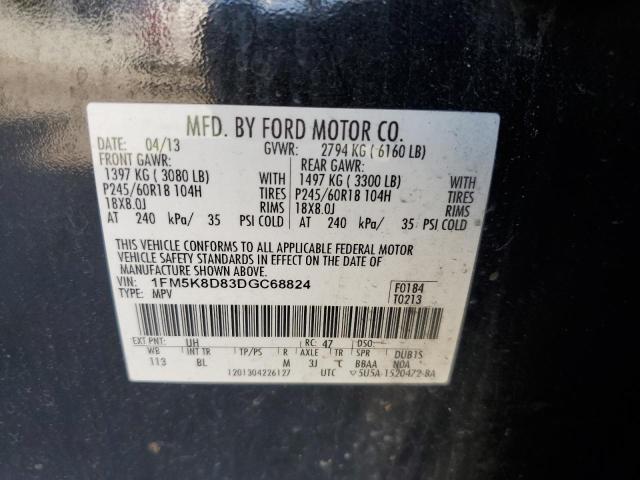 MFD. BY FORD MOTOR CO.
DATE: 04/13 GVWR: 2794 KG ( 6160 LB)
FRONT GAWR: REAR GAWR:
1397 KG ( 3080 LB) 1497 KG ( 3300 LB)
P245/60R18 104H TIRES P245/60R18 104H TIRES
18X8.0J RIMS 18X8.0J RIMS
AT 240 kPa/ 35 PSI COLD AT 240 kPa/ 35 PSI COLD
THIS VEHICLE CONFORMS TO ALL APPLICABLE FEDERAL MOTOR
VEHICLE SAFETY STANDARDS IN EFFECT ON THE DATE OF
MANUFACTURE SHOWN ABOVE.
VIN: 1FM5K8D83DGC68824 F0184
TYPE: MPV T0213
EXT PNT: UH RC: 47 DSO:
WB INT TR TP/PS R AXLE TR SPR DUB1S
113 BL M 3J C BBAA NOA
1201304226127 UTC 5U5A-1520472-BA